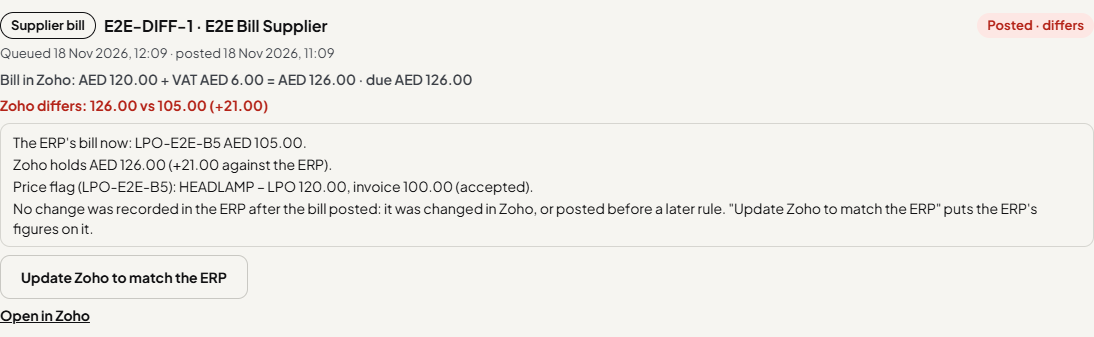 Supplier bill E2E-DIFF-1 · E2E Bill Supplier Posted · differs
Queued 18 Nov 2026, 12:09 · posted 18 Nov 2026, 11:09
Bill in Zoho: AED 120.00 + VAT AED 6.00 = AED 126.00 · due AED 126.00
Zoho differs: 126.00 vs 105.00 (+21.00)
The ERP's bill now: LPO-E2E-B5 AED 105.00.
Zoho holds AED 126.00 (+21.00 against the ERP).
Price flag (LPO-E2E-B5): HEADLAMP – LPO 120.00, invoice 100.00 (accepted).
No change was recorded in the ERP after the bill posted: it was changed in Zoho, or posted before a later rule. "Update Zoho to match the ERP" puts the ERP's
figures on it.
Update Zoho to match the ERP
Open in Zoho